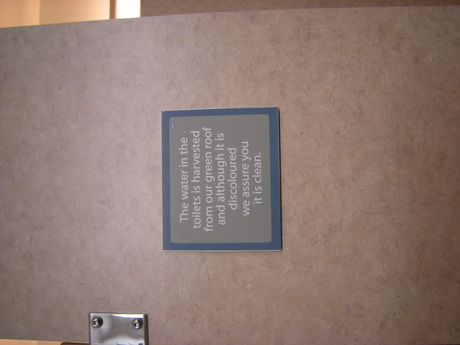 The water in the
toilets is harvested
from our green roof
and although it is
discoloured
we assure you
it is clean.